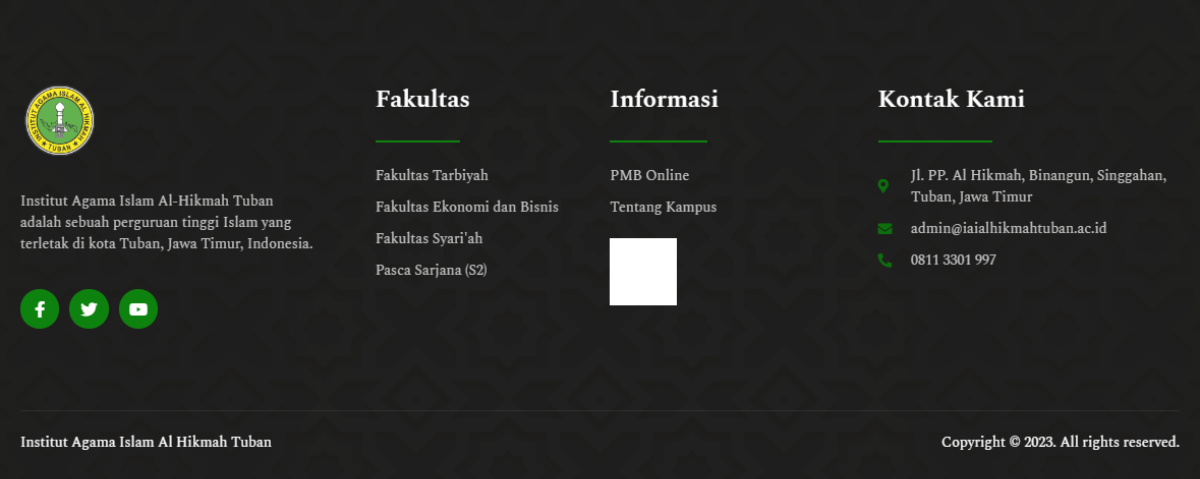 INSTITUT AGAMA ISLAM AL HIKMAH
TUBAN
Institut Agama Islam Al-Hikmah Tuban
adalah sebuah perguruan tinggi Islam yang
terletak di kota Tuban, Jawa Timur, Indonesia.
Fakultas
Fakultas Tarbiyah
Fakultas Ekonomi dan Bisnis
Fakultas Syari'ah
Pasca Sarjana (S2)
Informasi
PMB Online
Tentang Kampus
Kontak Kami
Jl. PP. Al Hikmah, Binangun, Singgahan,
Tuban, Jawa Timur
admin@iaialhikmahtuban.ac.id
0811 3301 997
Institut Agama Islam Al Hikmah Tuban
Copyright © 2023. All rights reserved.